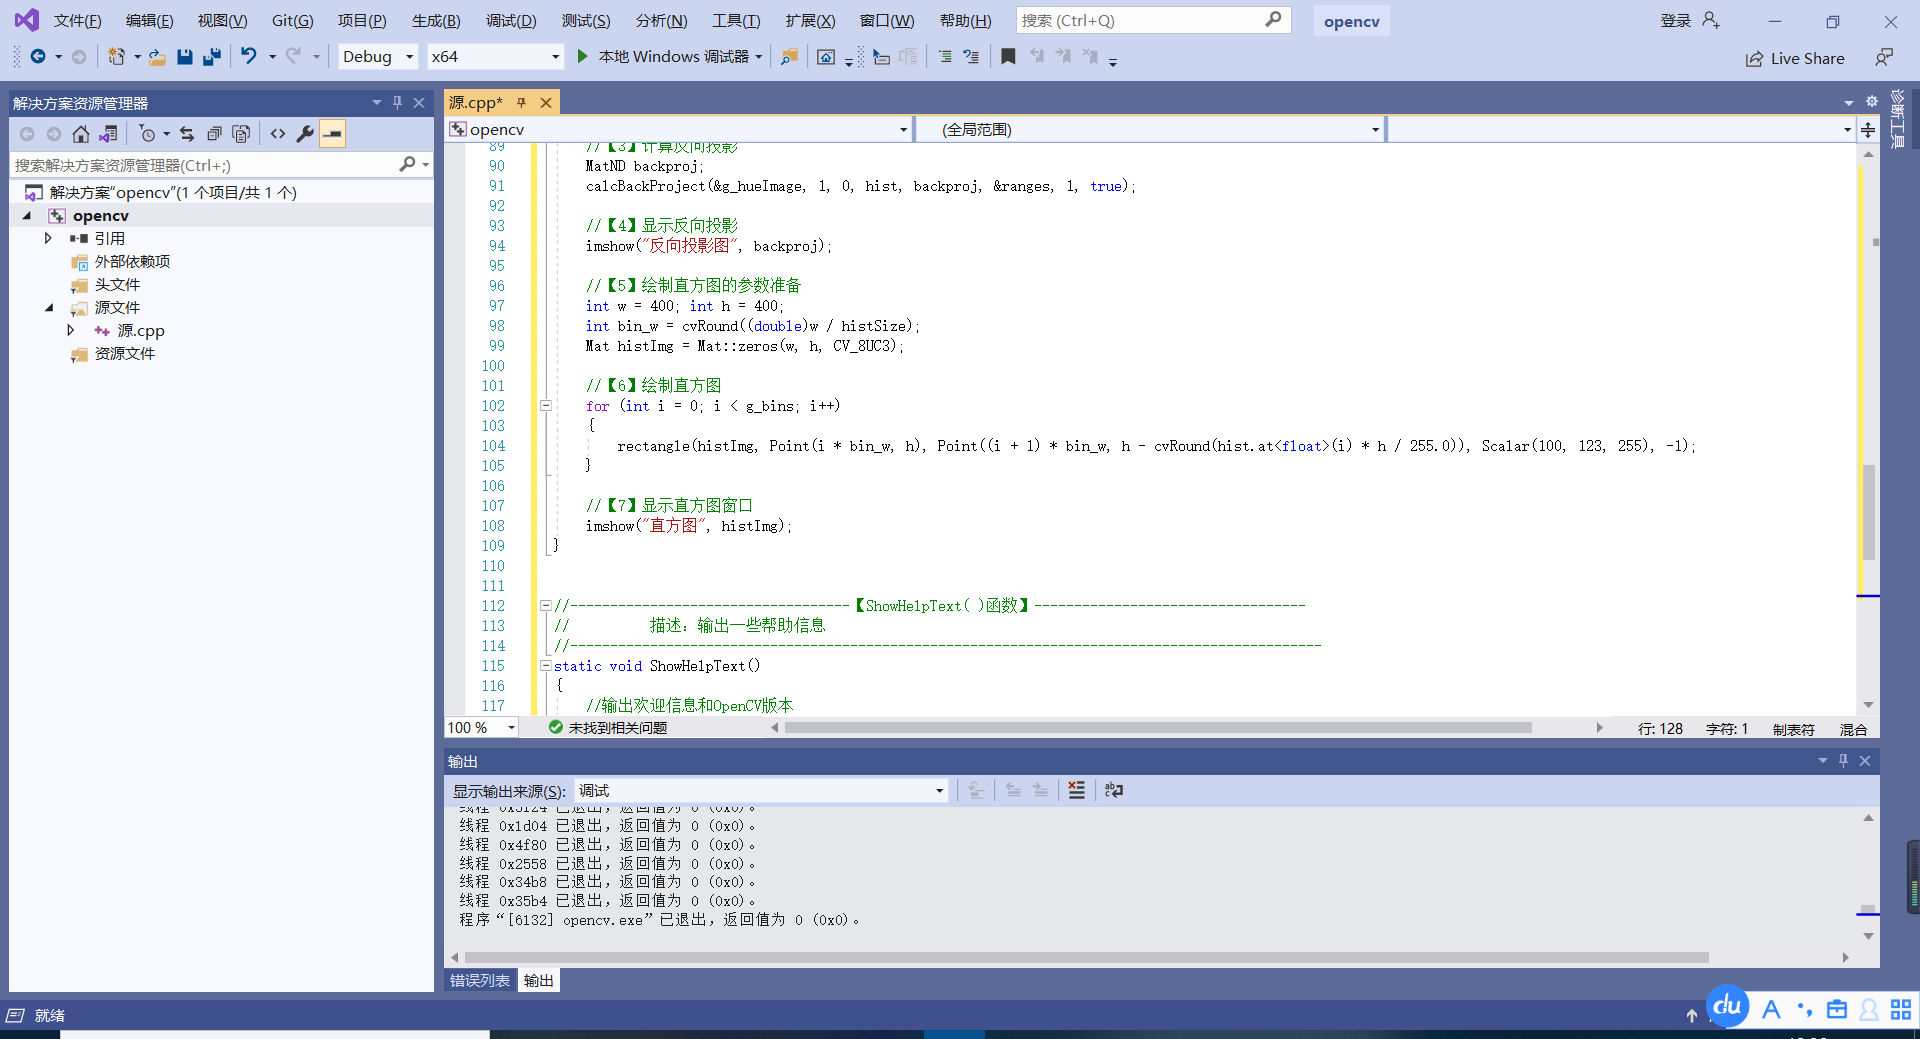 文件(F) 编辑(E) 视图(V) Git(G) 项目(P) 生成(B) 调试(D) 测试(S) 分析(N) 工具(T) 扩展(X) 窗口(W) 帮助(H) 搜索 (Ctrl+Q) opencv 登录
Debug x64 本地 Windows 调试器 Live Share
解决方案资源管理器
搜索解决方案资源管理器(Ctrl+;)
解决方案"opencv"(1 个项目/共 1 个)
opencv
引用
外部依赖项
头文件
源文件
源.cpp
资源文件
源.cpp*
opencv (全局范围)
诊断工具
89 //【3】计算反向投影
90 MatND backproj;
91 calcBackProject(&g_hueImage, 1, 0, hist, backproj, &ranges, 1, true);
92
93 //【4】显示反向投影
94 imshow("反向投影图", backproj);
95
96 //【5】绘制直方图的参数准备
97 int w = 400; int h = 400;
98 int bin_w = cvRound((double)w / histSize);
99 Mat histImg = Mat::zeros(w, h, CV_8UC3);
100
101 //【6】绘制直方图
102 for (int i = 0; i < g_bins; i++)
103 {
104 rectangle(histImg, Point(i * bin_w, h), Point((i + 1) * bin_w, h - cvRound(hist.at<float>(i) * h / 255.0)), Scalar(100, 123, 255), -1);
105 }
106
107 //【7】显示直方图窗口
108 imshow("直方图", histImg);
109 }
110
111
112 //-----------------------------------【ShowHelpText( )函数】----------------------------------
113 // 描述：输出一些帮助信息
114 //----------------------------------------------------------------------------------------------
115 static void ShowHelpText()
116 {
117 //输出欢迎信息和OpenCV版本
100 % 未找到相关问题 行: 128 字符: 1 制表符 混合
输出
显示输出来源(S): 调试
线程 0x3f24 已退出，返回值为 0 (0x0)。
线程 0x1d04 已退出，返回值为 0 (0x0)。
线程 0x4f80 已退出，返回值为 0 (0x0)。
线程 0x2558 已退出，返回值为 0 (0x0)。
线程 0x34b8 已退出，返回值为 0 (0x0)。
线程 0x35b4 已退出，返回值为 0 (0x0)。
程序“[6132] opencv.exe”已退出，返回值为 0 (0x0)。
错误列表 输出
就绪
du A